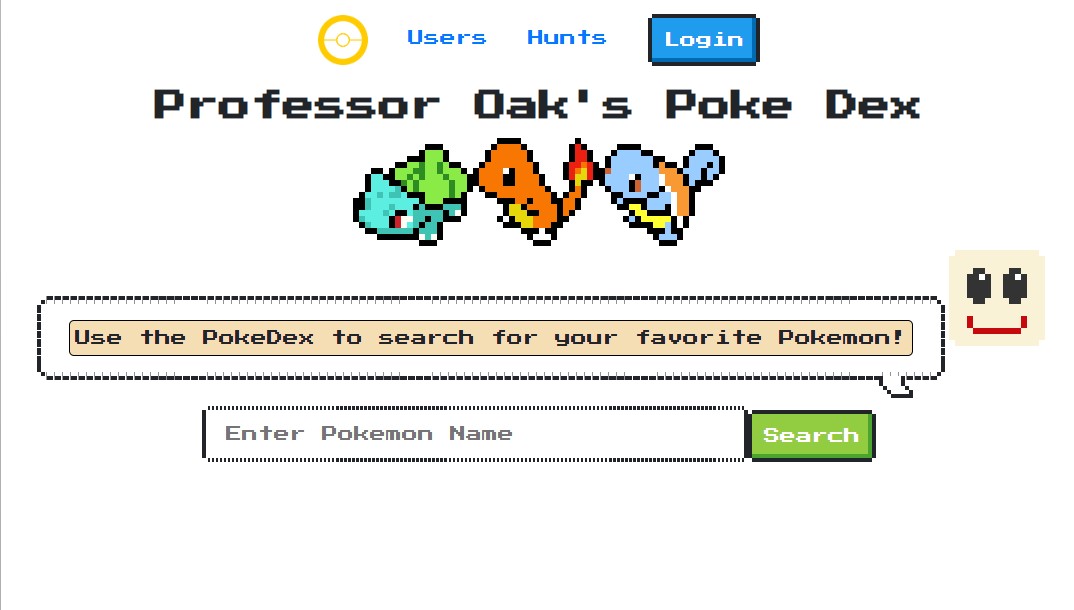 Users Hunts Login
Professor Oak's Poke Dex
Use the PokeDex to search for your favorite Pokemon!
Enter Pokemon Name Search